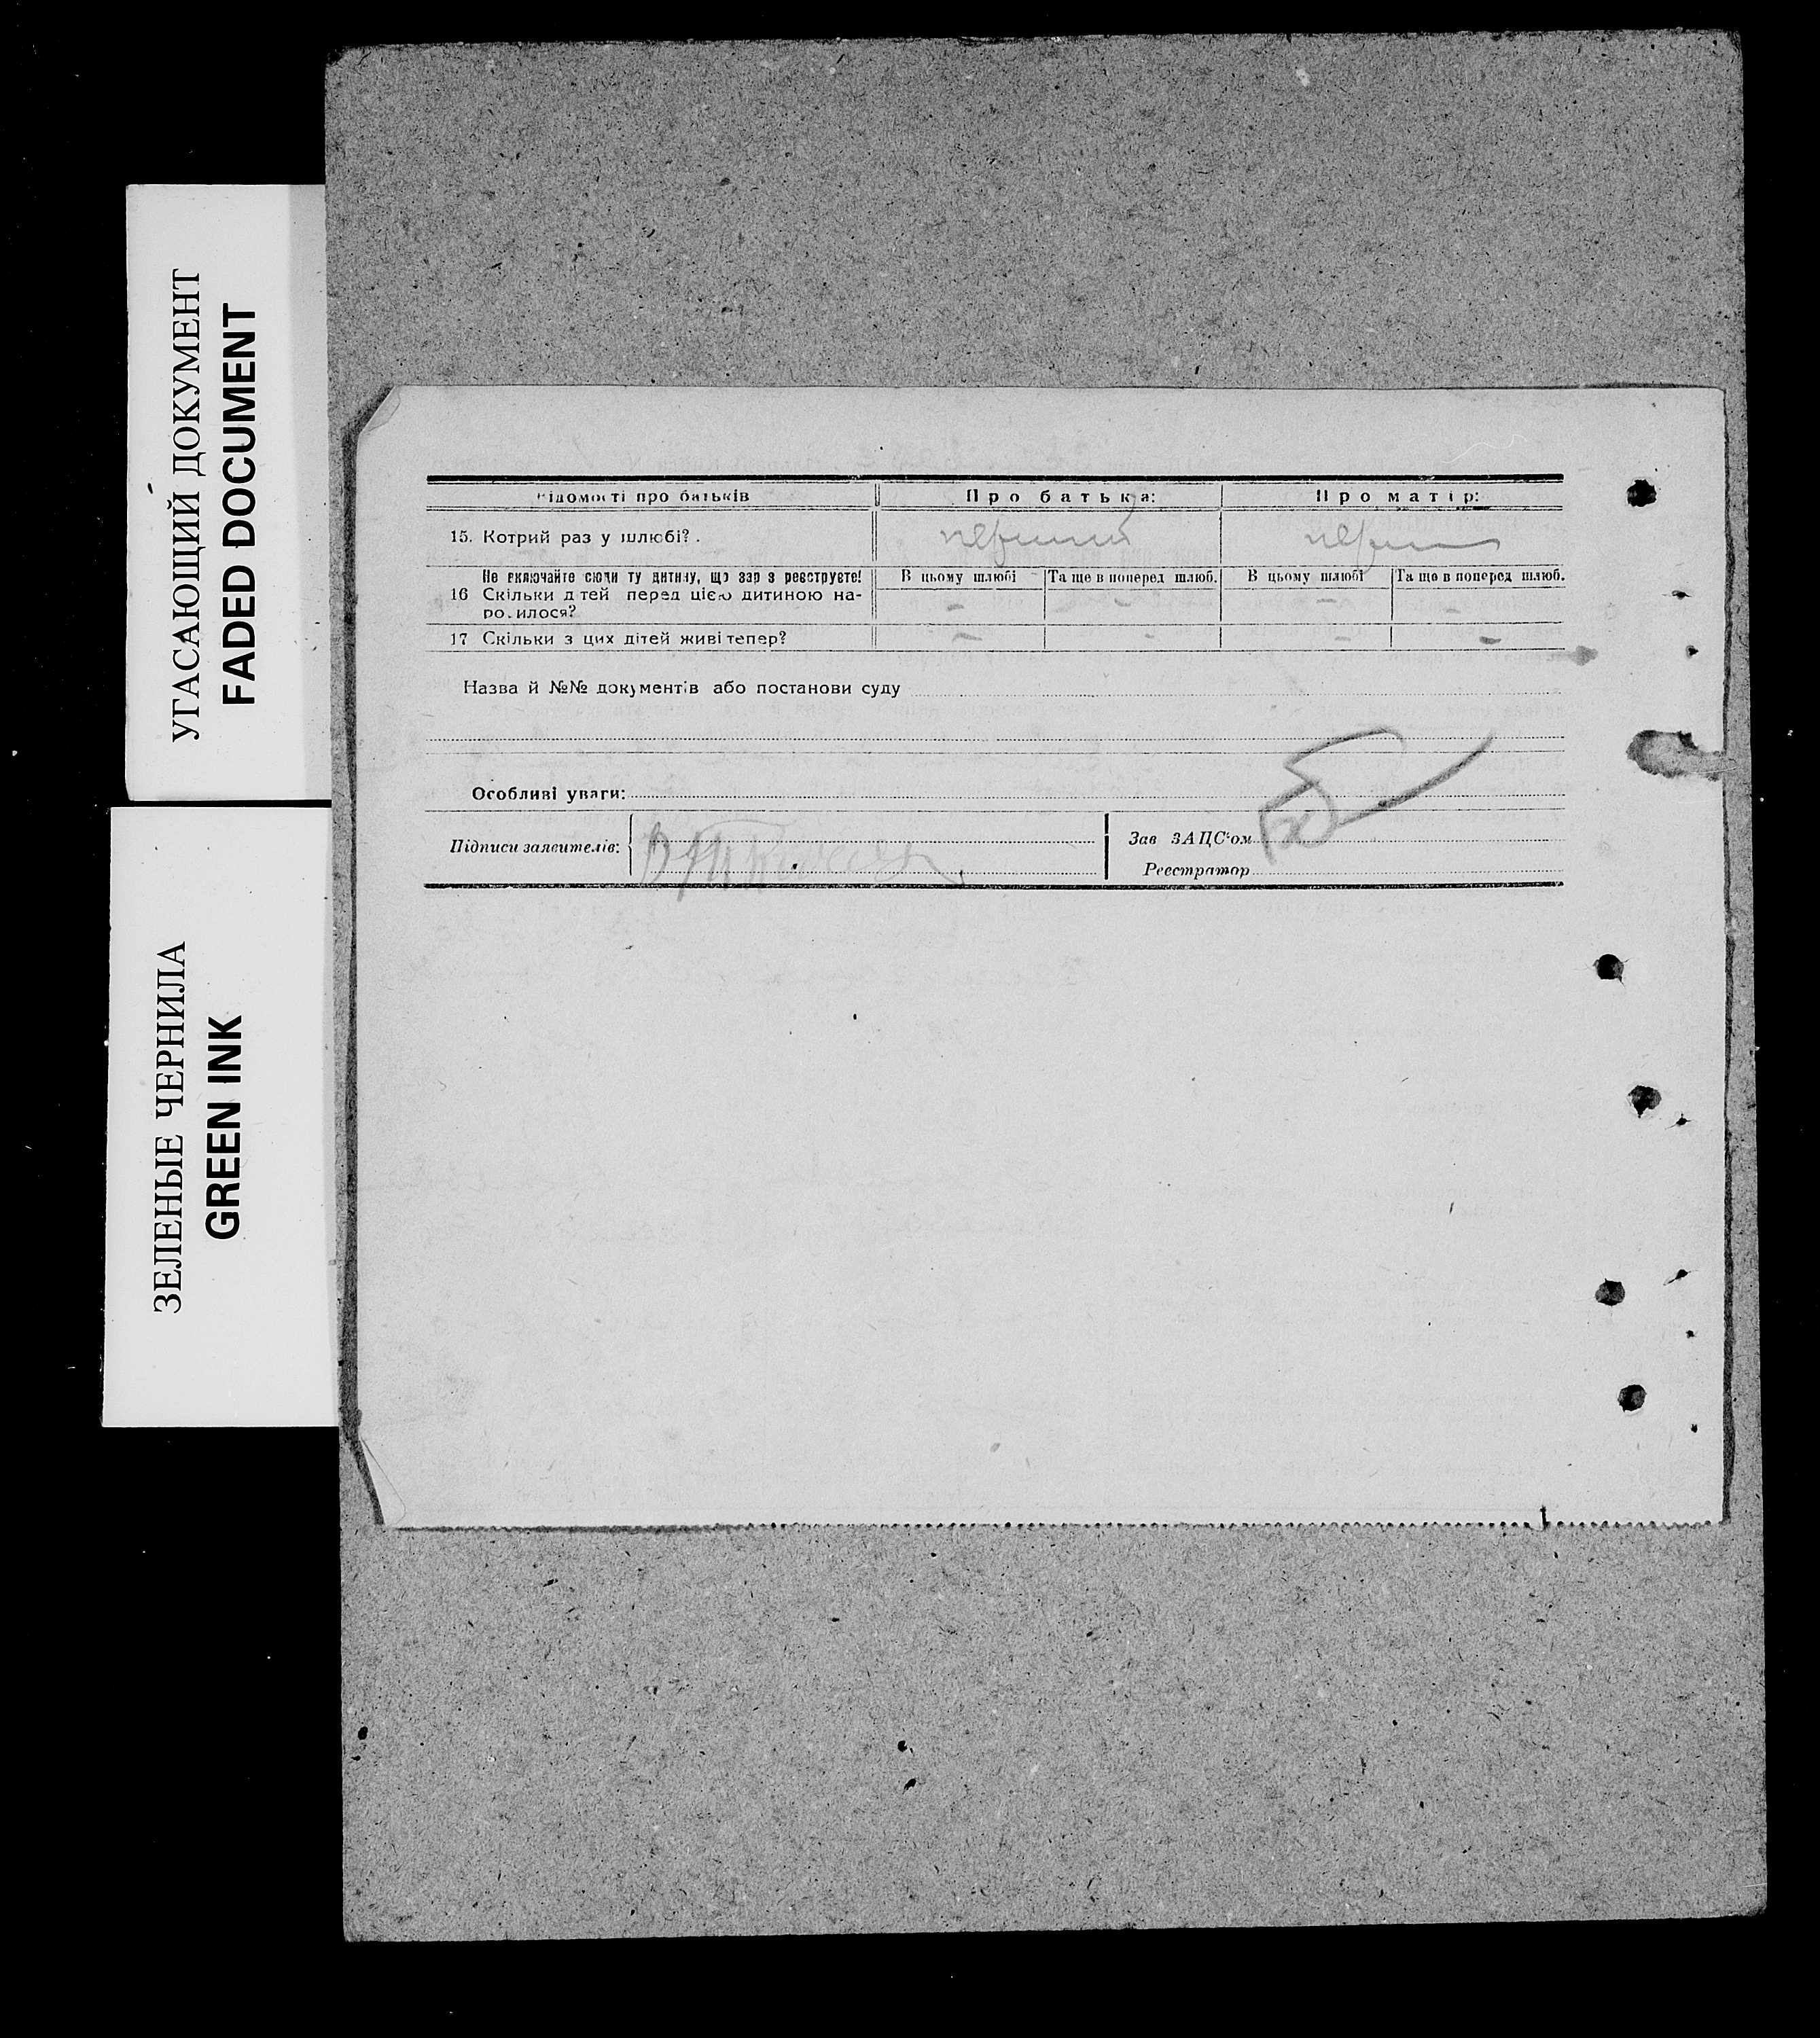 УГАСАЮЩИЙ ДОКУМЕНТ
FADED DOCUMENT
ЗЕЛЕНЫЕ ЧЕРНИЛА
GREEN INK
Відомості про батьків Про батька: Про матір:
15. Котрий раз у шлюбі?. перший перший
Не включайте сюди ту дитину, що зар з реєструєте! В цьому шлюбі Та ще в поперед шлюб. В цьому шлюбі Та ще в поперед шлюб.
16 Скільки д тей перед цією дитиною на- – – – –
ро.илося?
17 Скільки з цих дітей живі тепер? – – – –
Назва й №№ документів або постанови суду
Особливі уваги:
Підписи заявителів: Зав ЗАЦС'ом
Реєстратор